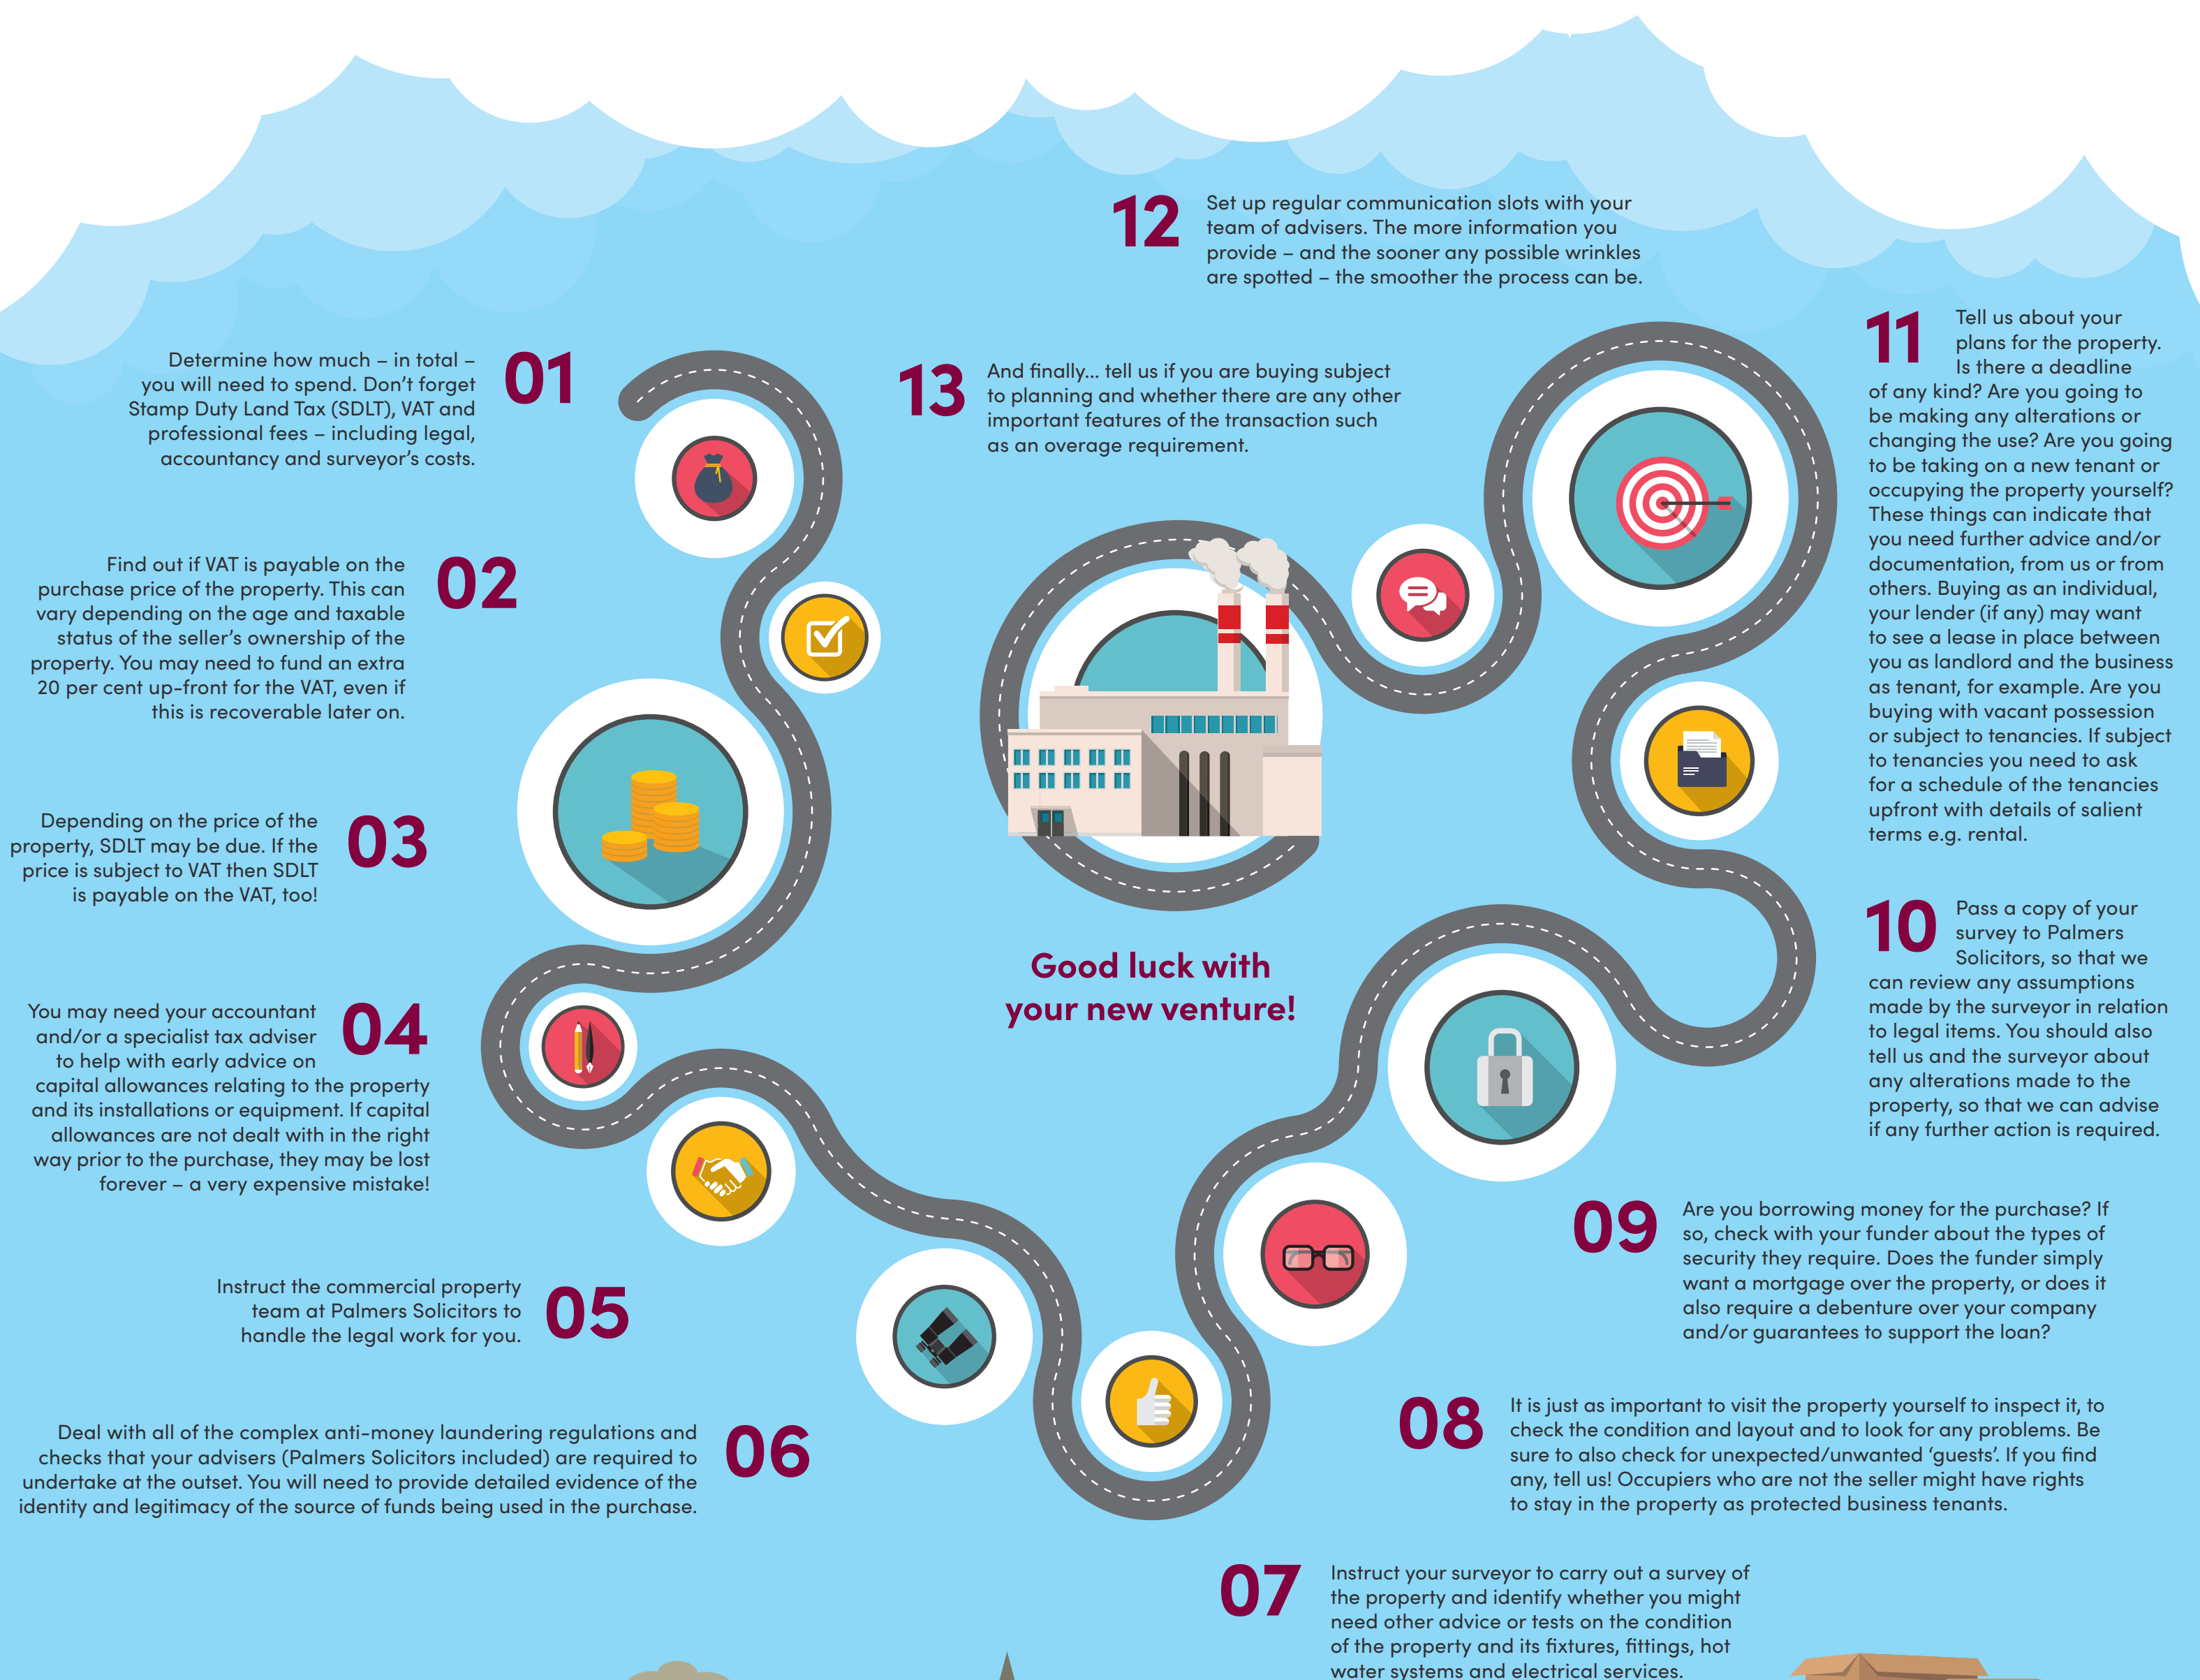 01
Determine how much – in total –
you will need to spend. Don't forget
Stamp Duty Land Tax (SDLT), VAT and
professional fees – including legal,
accountancy and surveyor's costs.
02
Find out if VAT is payable on the
purchase price of the property. This can
vary depending on the age and taxable
status of the seller's ownership of the
property. You may need to fund an extra
20 per cent up-front for the VAT, even if
this is recoverable later on.
03
Depending on the price of the
property, SDLT may be due. If the
price is subject to VAT then SDLT
is payable on the VAT, too!
04
You may need your accountant
and/or a specialist tax adviser
to help with early advice on
capital allowances relating to the property
and its installations or equipment. If capital
allowances are not dealt with in the right
way prior to the purchase, they may be lost
forever – a very expensive mistake!
05
Instruct the commercial property
team at Palmers Solicitors to
handle the legal work for you.
06
Deal with all of the complex anti-money laundering regulations and
checks that your advisers (Palmers Solicitors included) are required to
undertake at the outset. You will need to provide detailed evidence of the
identity and legitimacy of the source of funds being used in the purchase.
07
Instruct your surveyor to carry out a survey of
the property and identify whether you might
need other advice or tests on the condition
of the property and its fixtures, fittings, hot
water systems and electrical services.
08
It is just as important to visit the property yourself to inspect it, to
check the condition and layout and to look for any problems. Be
sure to also check for unexpected/unwanted 'guests'. If you find
any, tell us! Occupiers who are not the seller might have rights
to stay in the property as protected business tenants.
09
Are you borrowing money for the purchase? If
so, check with your funder about the types of
security they require. Does the funder simply
want a mortgage over the property, or does it
also require a debenture over your company
and/or guarantees to support the loan?
10
Pass a copy of your
survey to Palmers
Solicitors, so that we
can review any assumptions
made by the surveyor in relation
to legal items. You should also
tell us and the surveyor about
any alterations made to the
property, so that we can advise
if any further action is required.
11
Tell us about your
plans for the property.
Is there a deadline
of any kind? Are you going to
be making any alterations or
changing the use? Are you going
to be taking on a new tenant or
occupying the property yourself?
These things can indicate that
you need further advice and/or
documentation, from us or from
others. Buying as an individual,
your lender (if any) may want
to see a lease in place between
you as landlord and the business
as tenant, for example. Are you
buying with vacant possession
or subject to tenancies. If subject
to tenancies you need to ask
for a schedule of the tenancies
upfront with details of salient
terms e.g. rental.
12
Set up regular communication slots with your
team of advisers. The more information you
provide – and the sooner any possible wrinkles
are spotted – the smoother the process can be.
13
And finally... tell us if you are buying subject
to planning and whether there are any other
important features of the transaction such
as an overage requirement.
Good luck with
your new venture!